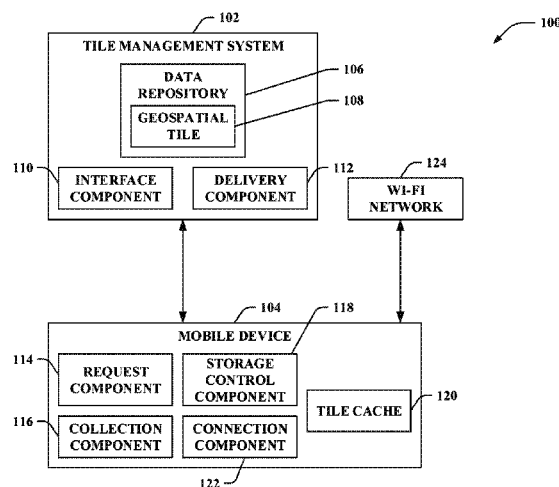 102
100
TILE MANAGEMENT SYSTEM
DATA
REPOSITORY
106
GEOSPATIAL
TILE
108
110
INTERFACE
COMPONENT
DELIVERY
COMPONENT
112
124
WI-FI
NETWORK
104
MOBILE DEVICE
118
114
REQUEST
COMPONENT
STORAGE
CONTROL
COMPONENT
TILE CACHE
120
116
COLLECTION
COMPONENT
CONNECTION
COMPONENT
122